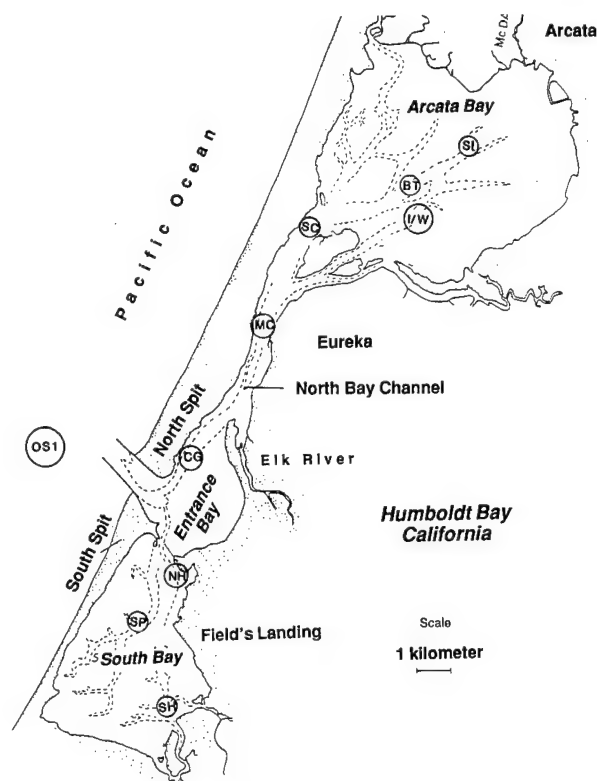 Mc
Arcata
Arcata Bay
SI
BT
I/W
SC
Pacific Ocean
MC
Eureka
North Bay Channel
North Spit
OS1
CG
Elk River
Entrance
Bay
Humboldt Bay
California
South Spit
NH
Scale
SP
Field's Landing
1 kilometer
South Bay
SH